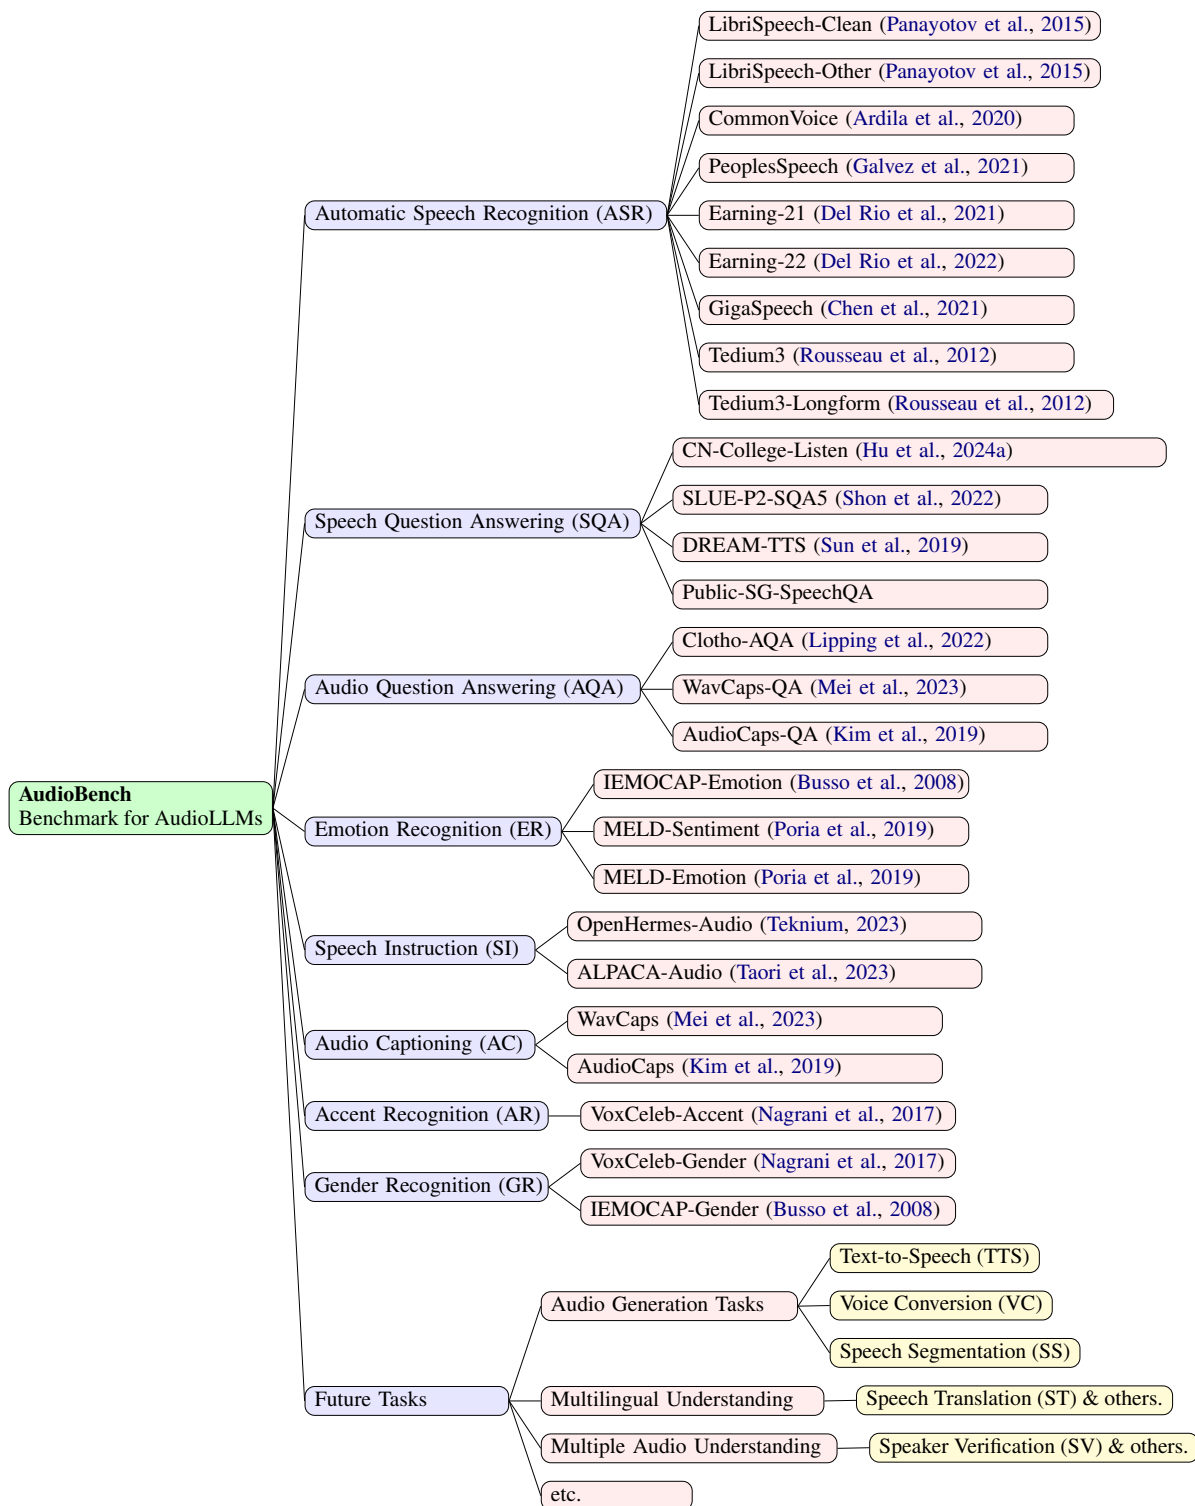 AudioBench
Benchmark for AudioLLMs
Automatic Speech Recognition (ASR)
LibriSpeech-Clean (Panayotov et al., 2015)
LibriSpeech-Other (Panayotov et al., 2015)
CommonVoice (Ardila et al., 2020)
PeoplesSpeech (Galvez et al., 2021)
Earning-21 (Del Rio et al., 2021)
Earning-22 (Del Rio et al., 2022)
GigaSpeech (Chen et al., 2021)
Tedium3 (Rousseau et al., 2012)
Tedium3-Longform (Rousseau et al., 2012)
Speech Question Answering (SQA)
CN-College-Listen (Hu et al., 2024a)
SLUE-P2-SQA5 (Shon et al., 2022)
DREAM-TTS (Sun et al., 2019)
Public-SG-SpeechQA
Audio Question Answering (AQA)
Clotho-AQA (Lipping et al., 2022)
WavCaps-QA (Mei et al., 2023)
AudioCaps-QA (Kim et al., 2019)
Emotion Recognition (ER)
IEMOCAP-Emotion (Busso et al., 2008)
MELD-Sentiment (Poria et al., 2019)
MELD-Emotion (Poria et al., 2019)
Speech Instruction (SI)
OpenHermes-Audio (Teknium, 2023)
ALPACA-Audio (Taori et al., 2023)
Audio Captioning (AC)
WavCaps (Mei et al., 2023)
AudioCaps (Kim et al., 2019)
Accent Recognition (AR)
VoxCeleb-Accent (Nagrani et al., 2017)
Gender Recognition (GR)
VoxCeleb-Gender (Nagrani et al., 2017)
IEMOCAP-Gender (Busso et al., 2008)
Future Tasks
Audio Generation Tasks
Text-to-Speech (TTS)
Voice Conversion (VC)
Speech Segmentation (SS)
Multilingual Understanding
Speech Translation (ST) & others.
Multiple Audio Understanding
Speaker Verification (SV) & others.
etc.